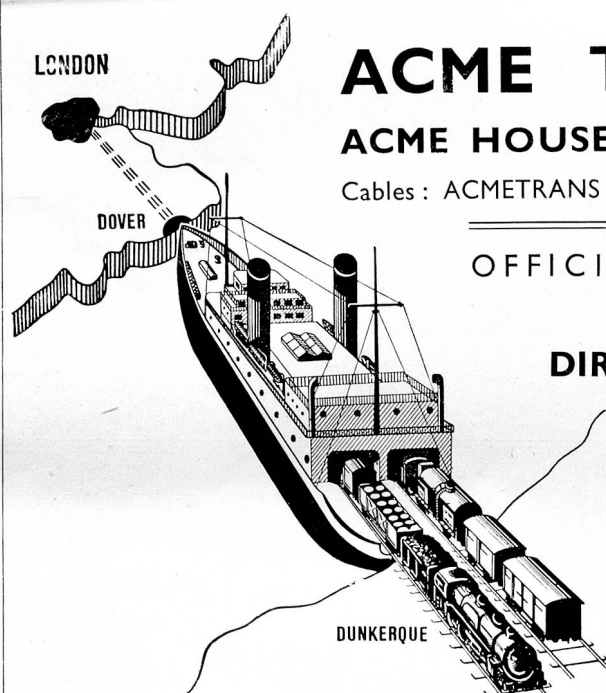 LONDON
ACME T
ACME HOUSE
Cables : ACMETRANS
DOVER
OFFICI
DIR
DUNKERQUE